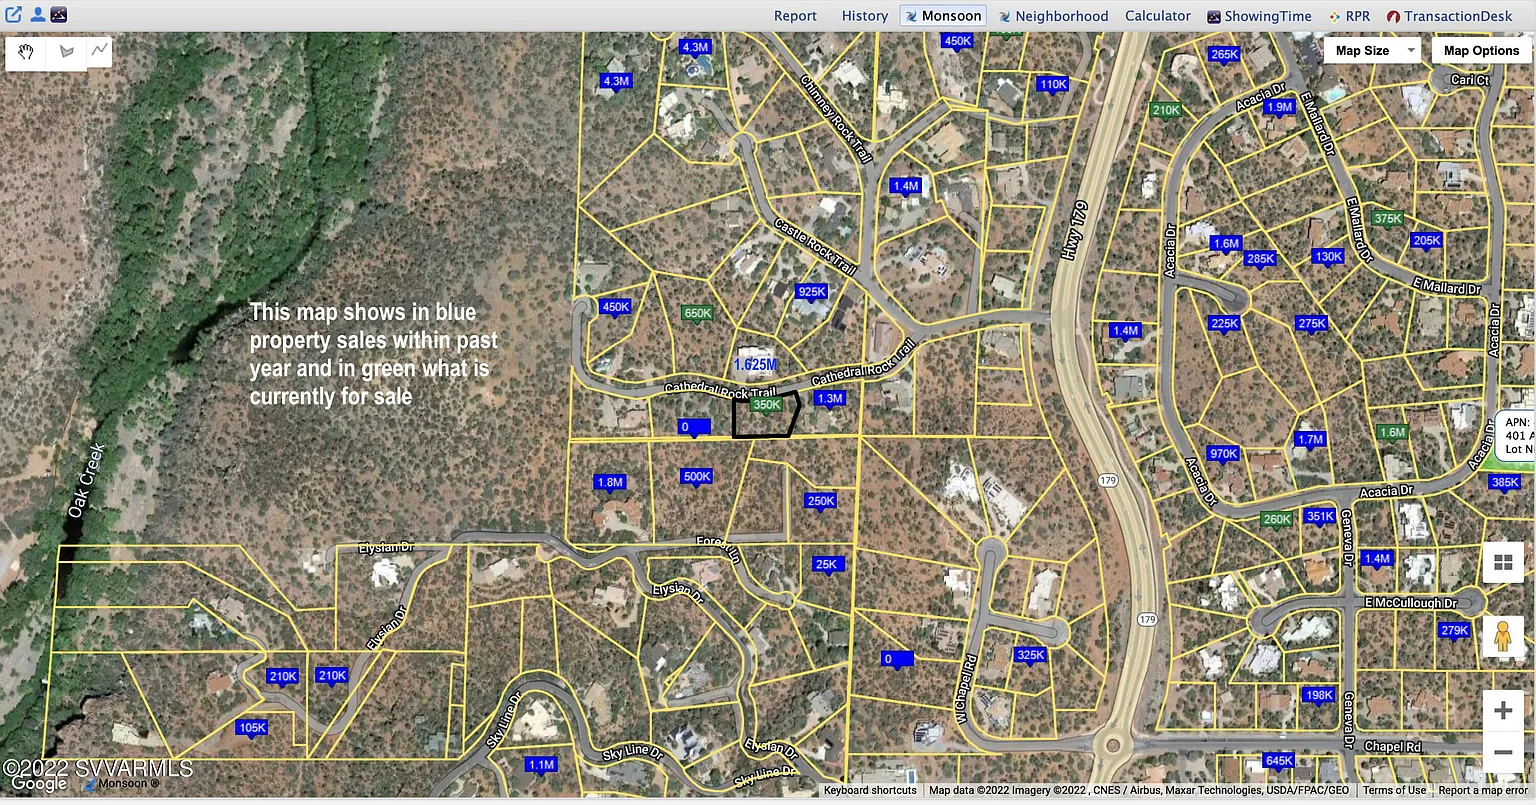 Report History Monsoon Neighborhood Calculator ShowingTime RPR TransactionDesk
Map Size Map Options
4.3M
450K
4.3M
110K
265K
Cari Ct
Acacia Dr
1.9M
210K
E Mallard Dr
Chimney Rock Trail
1.4M
Hwy 179
E Mallard Dr
375K
Castle Rock Trail
Acacia Dr
1.6M
285K
130K
205K
925K
E Mallard Dr
This map shows in blue
property sales within past
year and in green what is
currently for sale
450K
650K
225K
275K
1.4M
Acacia Dr
1.625M
Cathedral Rock Trail
Cathedral Rock Trail
350K
1.3M
0
Oak Creek
970K
1.7M
1.6M
Acacia Dr
APN:
401 A
Lot N
1.8M
500K
250K
179
Acacia Dr
Acacia Dr
385K
260K
351K
Geneva Dr
Elysian Dr
Forest Ln
25K
1.4M
Elysian Dr
E McCullough Dr
Elysian Dr
179
279K
0
325K
210K
210K
W Chapel Rd
198K
105K
Sky Line Dr
Geneva Dr
Sky Line Dr
Elysian Dr
Chapel Rd
1.1M
Sky Line Dr
645K
©2022 SVVARMLS
Google
Monsoon ®
Keyboard shortcuts Map data ©2022 Imagery ©2022 , CNES / Airbus, Maxar Technologies, USDA/FPAC/GEO Terms of Use Report a map error